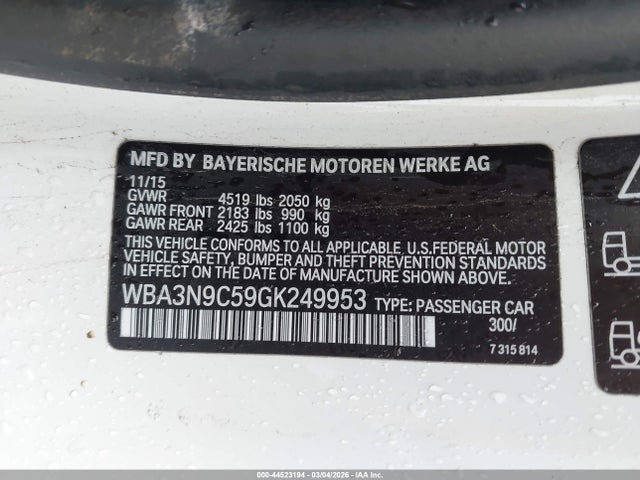 MFD BY BAYERISCHE MOTOREN WERKE AG
11/15
GVWR 4519 lbs 2050 kg
GAWR FRONT 2183 lbs 990 kg
GAWR REAR 2425 lbs 1100 kg
THIS VEHICLE CONFORMS TO ALL APPLICABLE, U.S.FEDERAL MOTOR
VEHICLE SAFETY, BUMPER AND THEFT PREVENTION STANDARDS
IN EFFECT ON THE DATE OF MANUFACTURE SHOWN ABOVE.
WBA3N9C59GK249953 TYPE: PASSENGER CAR
300/
7 315 814
000-44523194 - 03/04/2026 - IAA Inc.